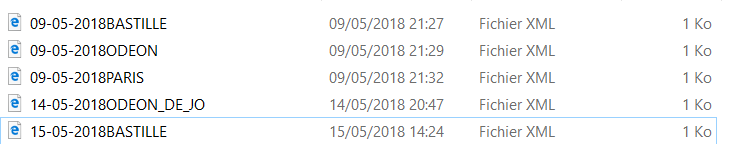 09-05-2018BASTILLE 09/05/2018 21:27 Fichier XML 1 Ko
09-05-2018ODEON 09/05/2018 21:29 Fichier XML 1 Ko
09-05-2018PARIS 09/05/2018 21:32 Fichier XML 1 Ko
14-05-2018ODEON_DE_JO 14/05/2018 20:47 Fichier XML 1 Ko
15-05-2018BASTILLE 15/05/2018 14:24 Fichier XML 1 Ko